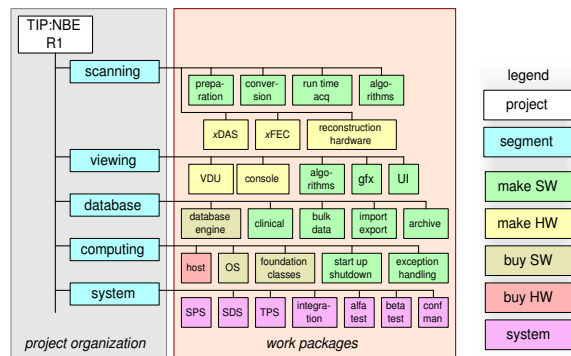 TIP:NBE
R1
scanning
prepa-
ration
conver-
sion
run time
acq
algo-
rithms
xDAS
xFEC
reconstruction
hardware
viewing
VDU
console
algo-
rithms
gfx
UI
database
database
engine
clinical
bulk
data
import
export
archive
computing
host
OS
foundation
classes
start up
shutdown
exception
handling
system
SPS
SDS
TPS
integra-
tion
alfa
test
beta
test
conf
man
project organization
work packages
legend
project
segment
make SW
make HW
buy SW
buy HW
system